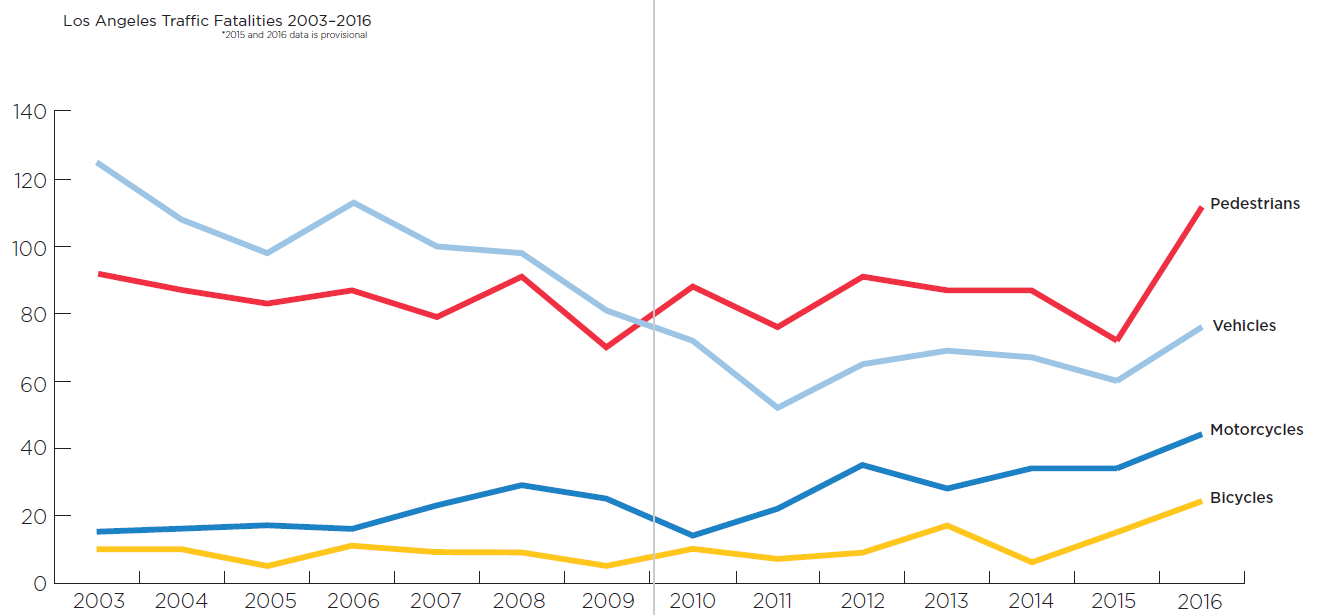 Los Angeles Traffic Fatalities 2003–2016
*2015 and 2016 data is provisional
140
120
100
80
60
40
20
0
Pedestrians
Vehicles
Motorcycles
Bicycles
2003 2004 2005 2006 2007 2008 2009 2010 2011 2012 2013 2014 2015 2016